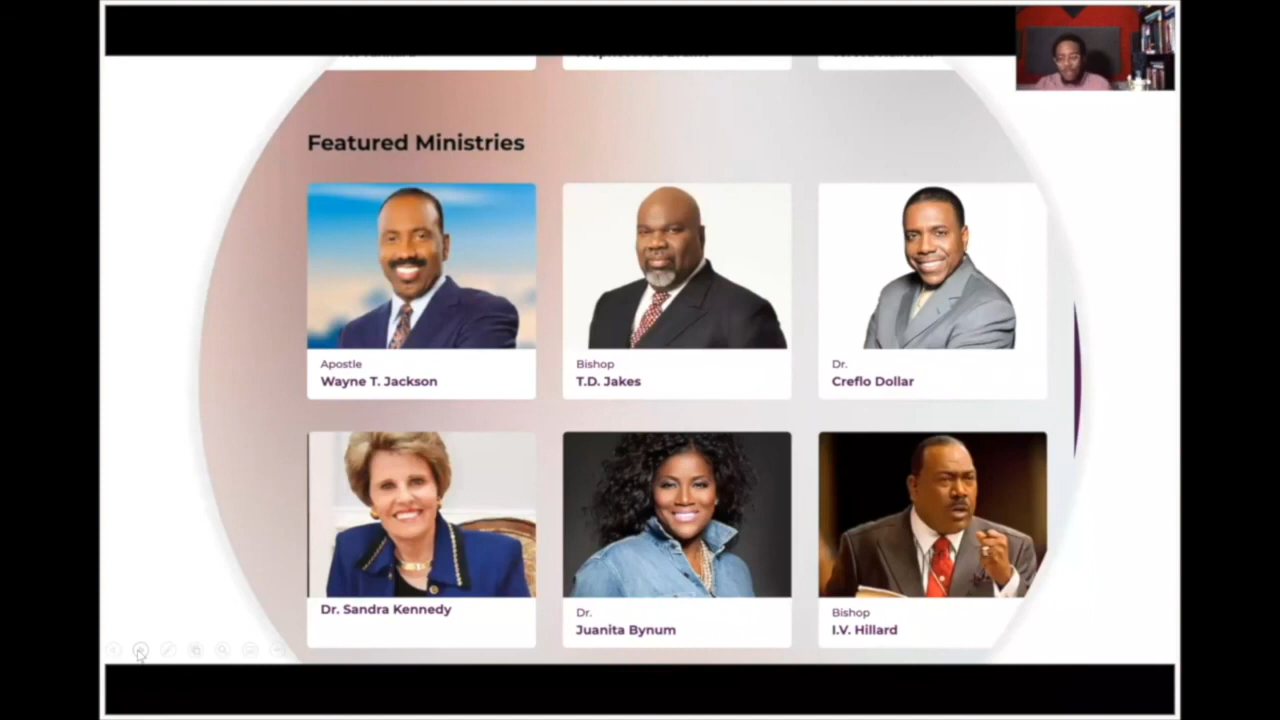 Featured Ministries
Apostle
Wayne T. Jackson
Bishop
T.D. Jakes
Dr.
Creflo Dollar
Dr. Sandra Kennedy
Dr.
Juanita Bynum
Bishop
I.V. Hillard